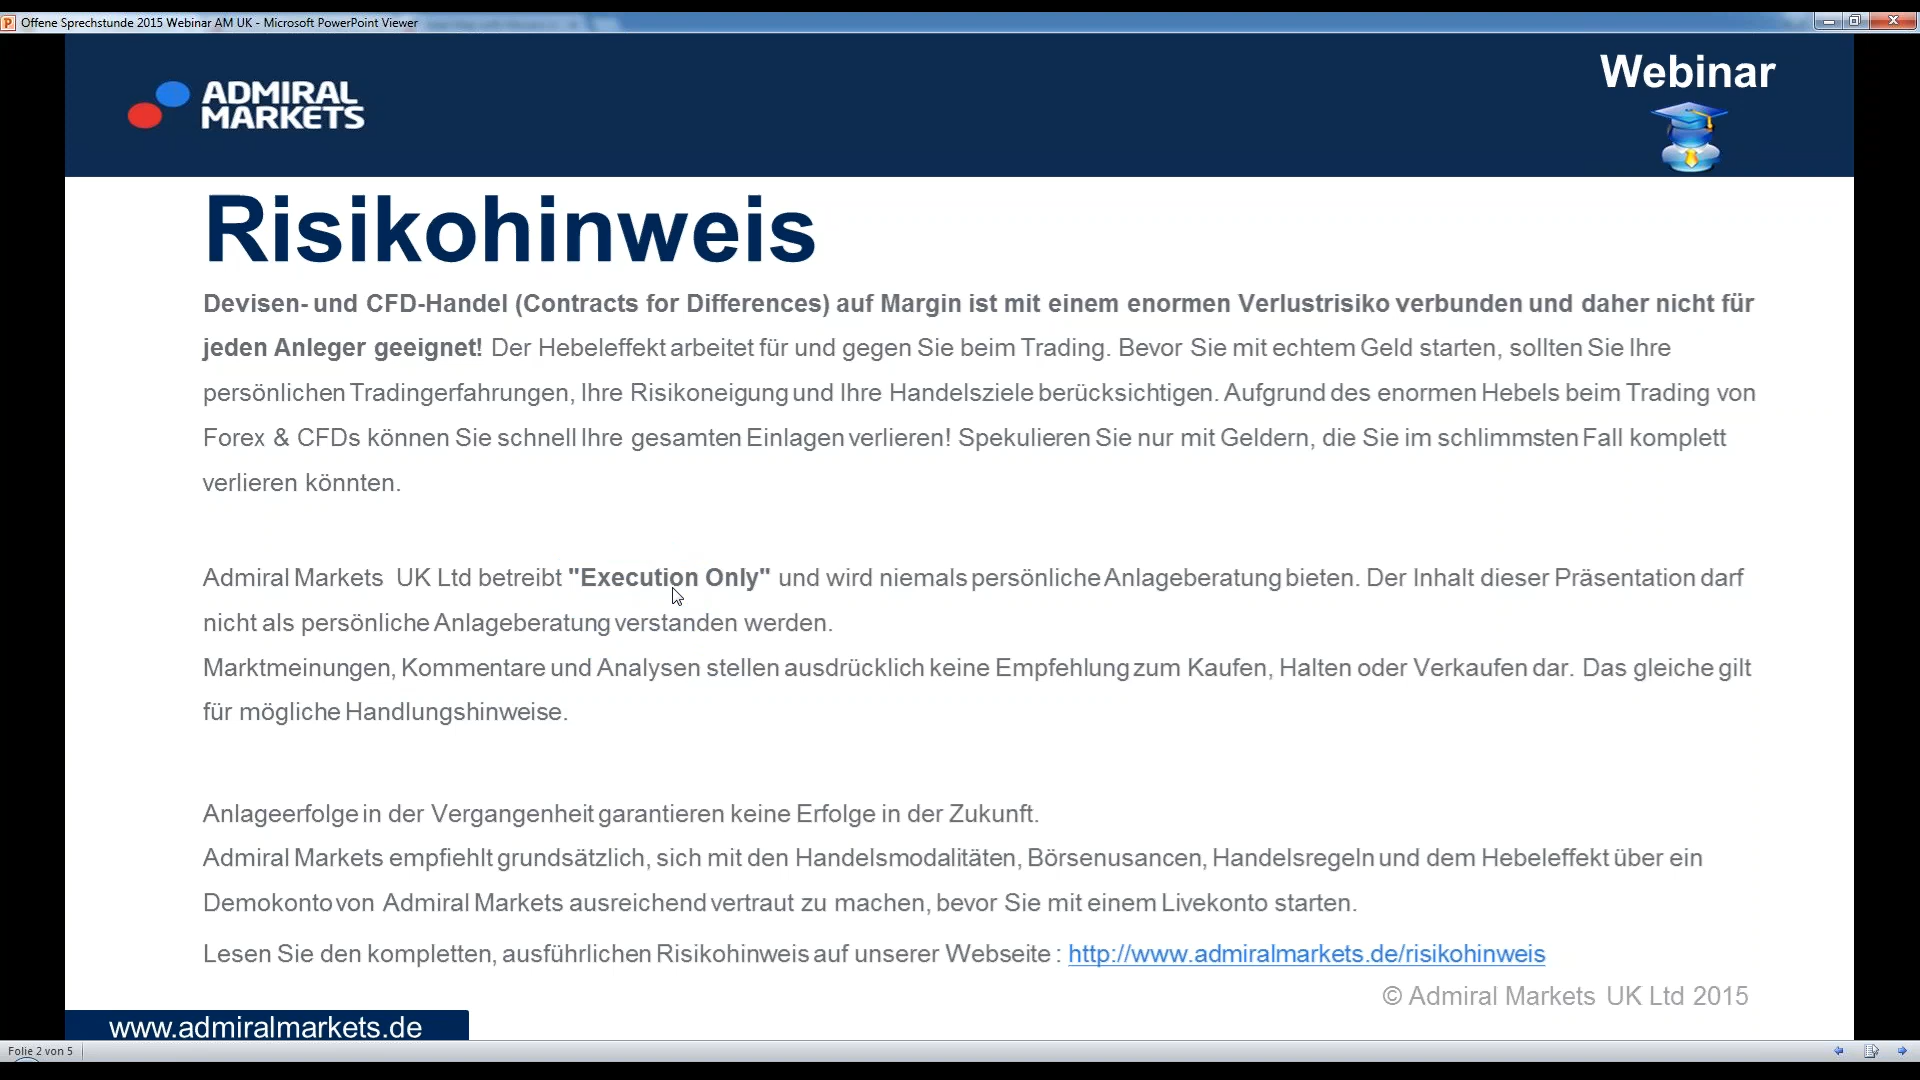 Offene Sprechstunde 2015 Webinar AM UK - Microsoft PowerPoint Viewer
ADMIRAL
MARKETS
Webinar
Risikohinweis
Devisen- und CFD-Handel (Contracts for Differences) auf Margin ist mit einem enormen Verlustrisiko verbunden und daher nicht für
jeden Anleger geeignet! Der Hebeleffekt arbeitet für und gegen Sie beim Trading. Bevor Sie mit echtem Geld starten, sollten Sie Ihre
persönlichen Tradingerfahrungen, Ihre Risikoneigung und Ihre Handelsziele berücksichtigen. Aufgrund des enormen Hebels beim Trading von
Forex & CFDs können Sie schnell Ihre gesamten Einlagen verlieren! Spekulieren Sie nur mit Geldern, die Sie im schlimmsten Fall komplett
verlieren könnten.
Admiral Markets UK Ltd betreibt "Execution Only" und wird niemals persönliche Anlageberatung bieten. Der Inhalt dieser Präsentation darf
nicht als persönliche Anlageberatung verstanden werden.
Marktmeinungen, Kommentare und Analysen stellen ausdrücklich keine Empfehlung zum Kaufen, Halten oder Verkaufen dar. Das gleiche gilt
für mögliche Handlungshinweise.
Anlageerfolge in der Vergangenheit garantieren keine Erfolge in der Zukunft.
Admiral Markets empfiehlt grundsätzlich, sich mit den Handelsmodalitäten, Börsenusancen, Handelsregeln und dem Hebeleffekt über ein
Demokonto von Admiral Markets ausreichend vertraut zu machen, bevor Sie mit einem Livekonto starten.
Lesen Sie den kompletten, ausführlichen Risikohinweis auf unserer Webseite : http://www.admiralmarkets.de/risikohinweis
© Admiral Markets UK Ltd 2015
www.admiralmarkets.de
Folie 2 von 5